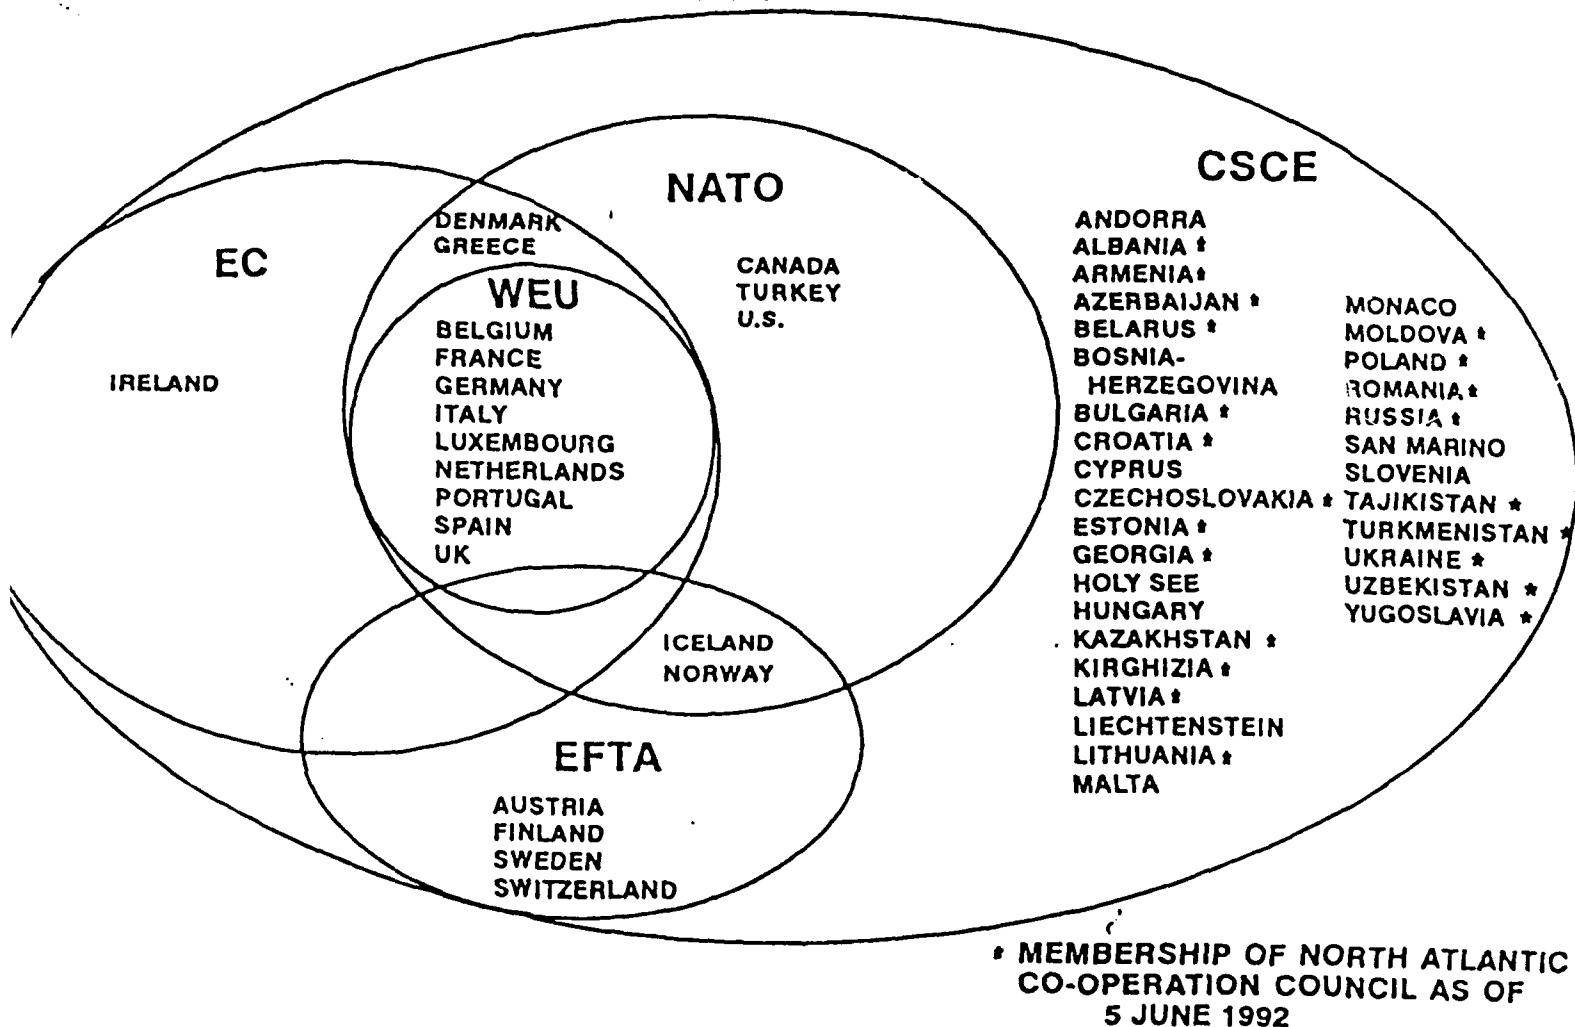 EC
IRELAND
DENMARK
GREECE
WEU
BELGIUM
FRANCE
GERMANY
ITALY
LUXEMBOURG
NETHERLANDS
PORTUGAL
SPAIN
UK
NATO
CANADA
TURKEY
U.S.
ICELAND
NORWAY
EFTA
AUSTRIA
FINLAND
SWEDEN
SWITZERLAND
CSCE
ANDORRA
ALBANIA *
ARMENIA *
AZERBAIJAN *
BELARUS *
BOSNIA-
HERZEGOVINA
BULGARIA *
CROATIA *
CYPRUS
CZECHOSLOVAKIA *
ESTONIA *
GEORGIA *
HOLY SEE
HUNGARY
KAZAKHSTAN *
KIRGHIZIA *
LATVIA *
LIECHTENSTEIN
LITHUANIA *
MALTA
MONACO
MOLDOVA *
POLAND *
ROMANIA *
RUSSIA *
SAN MARINO
SLOVENIA
TAJIKISTAN *
TURKMENISTAN *
UKRAINE *
UZBEKISTAN *
YUGOSLAVIA *
* MEMBERSHIP OF NORTH ATLANTIC
CO-OPERATION COUNCIL AS OF
5 JUNE 1992